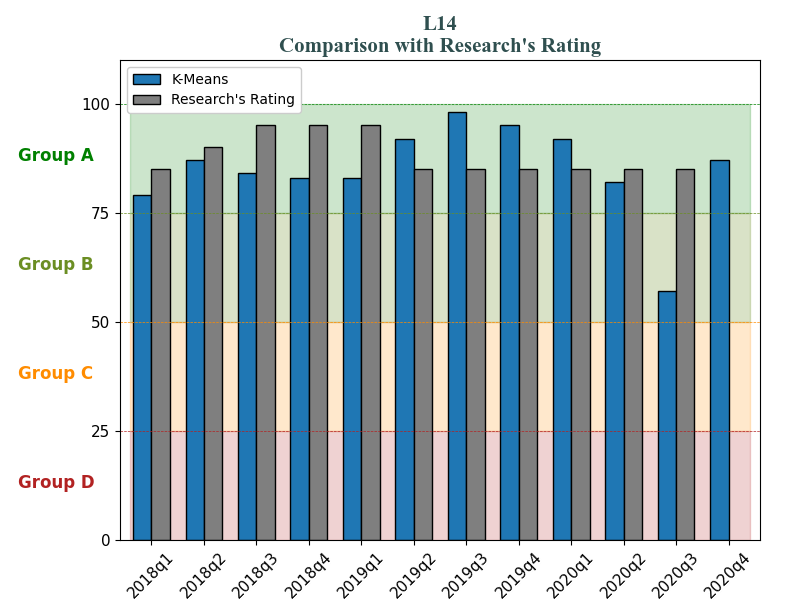 L14
Comparison with Research's Rating
K-Means
Research's Rating
100
75
50
25
0
Group A
Group B
Group C
Group D
2018q1
2018q2
2018q3
2018q4
2019q1
2019q2
2019q3
2019q4
2020q1
2020q2
2020q3
2020q4